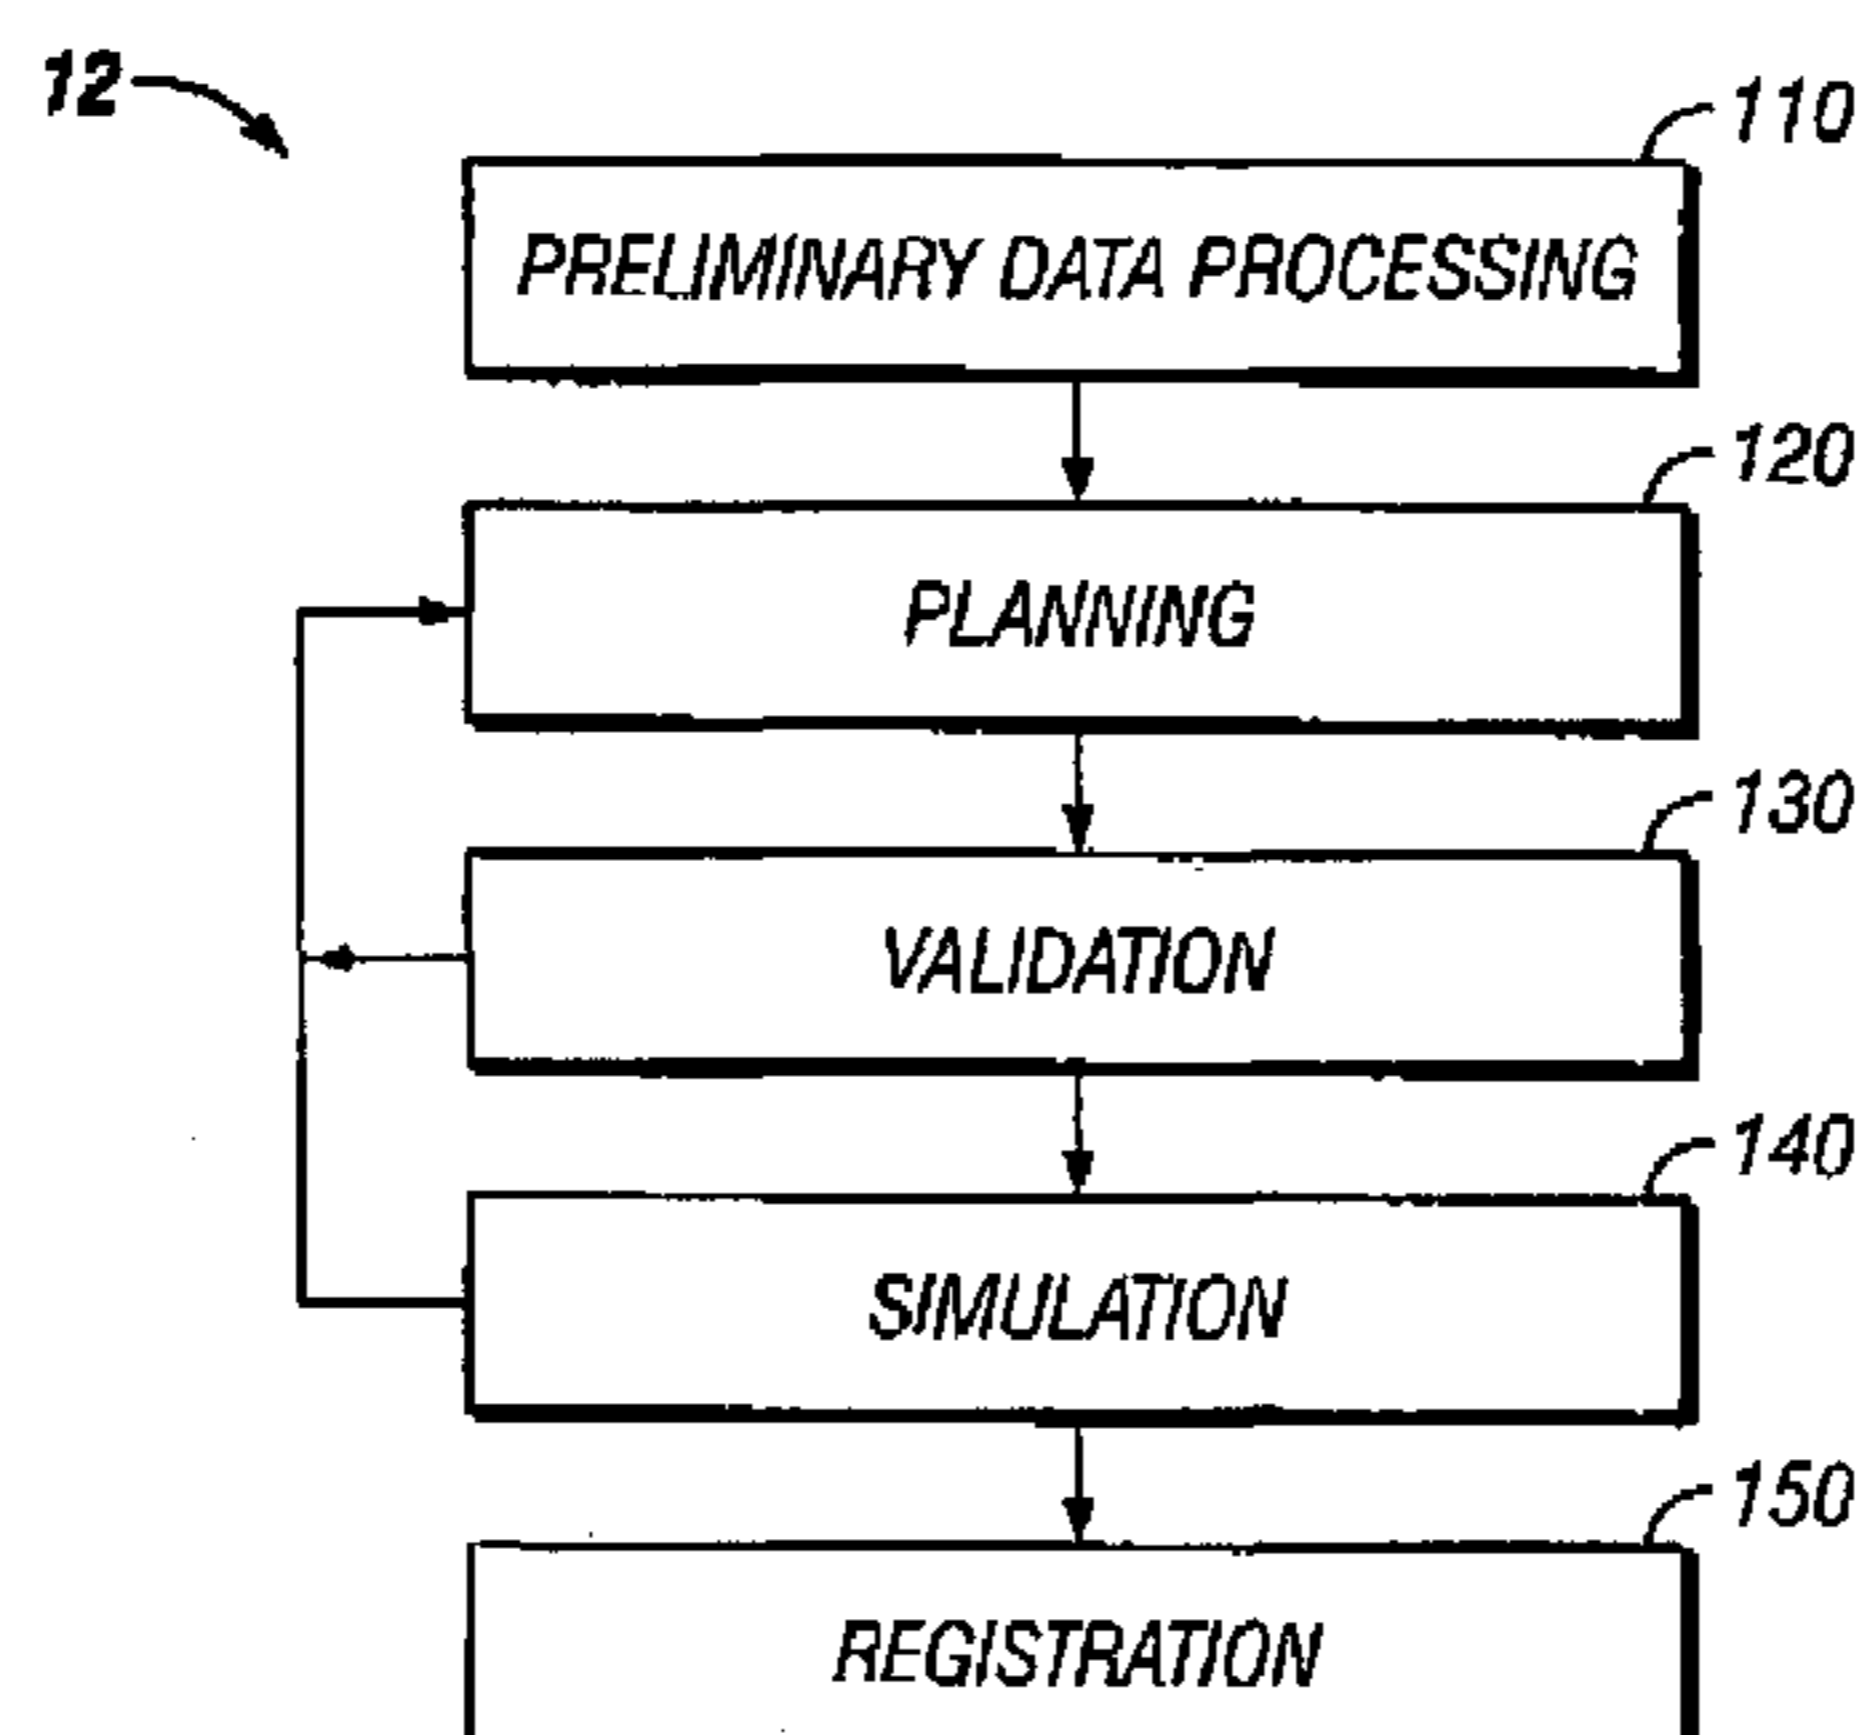 12
110
PRELIMINARY DATA PROCESSING
120
PLANNING
130
VALIDATION
140
SIMULATION
150
REGISTRATION